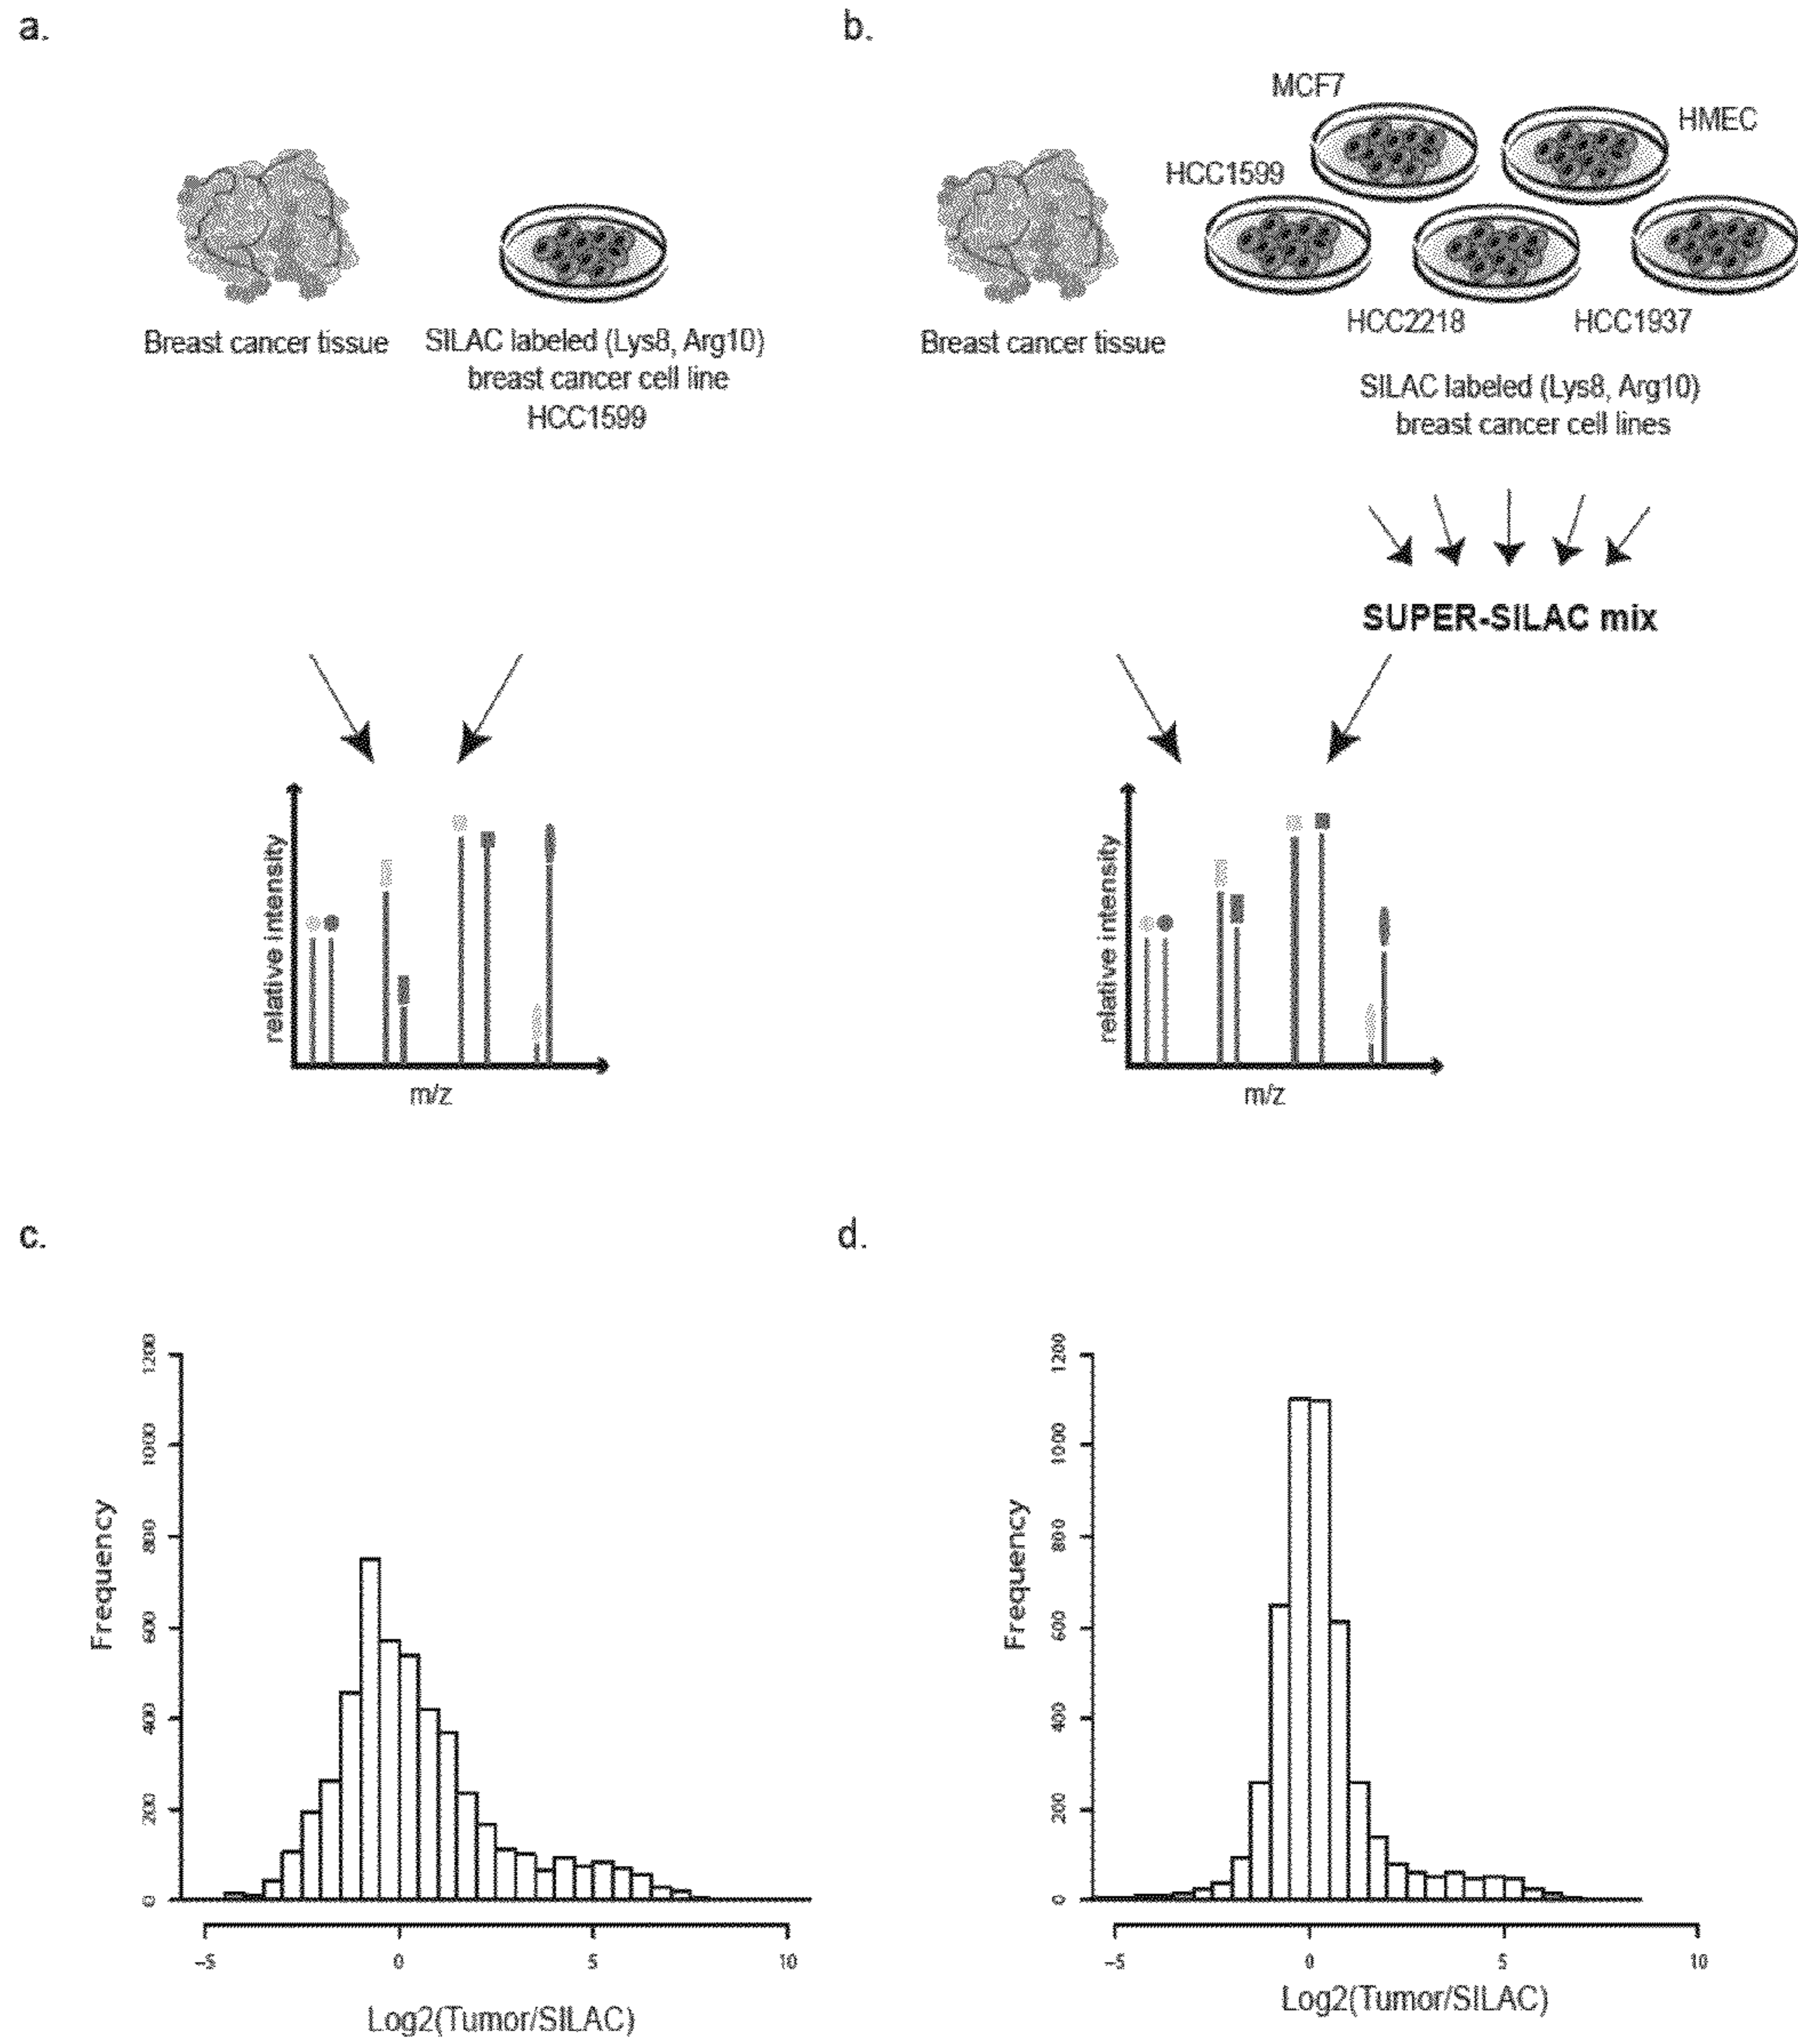 a.
Breast cancer tissue
SILAC labeled (Lys8, Arg10)
breast cancer cell line
HCC1599
relative intensity
m/z
b.
MCF7
HMEC
HCC1599
HCC2218
HCC1937
Breast cancer tissue
SILAC labeled (Lys8, Arg10)
breast cancer cell lines
SUPER-SILAC mix
relative intensity
m/z
c.
Frequency
1200
1000
800
600
400
200
0
-5
0
5
10
Log2(Tumor/SILAC)
d.
Frequency
1200
1000
800
600
400
200
0
-5
0
5
10
Log2(Tumor/SILAC)